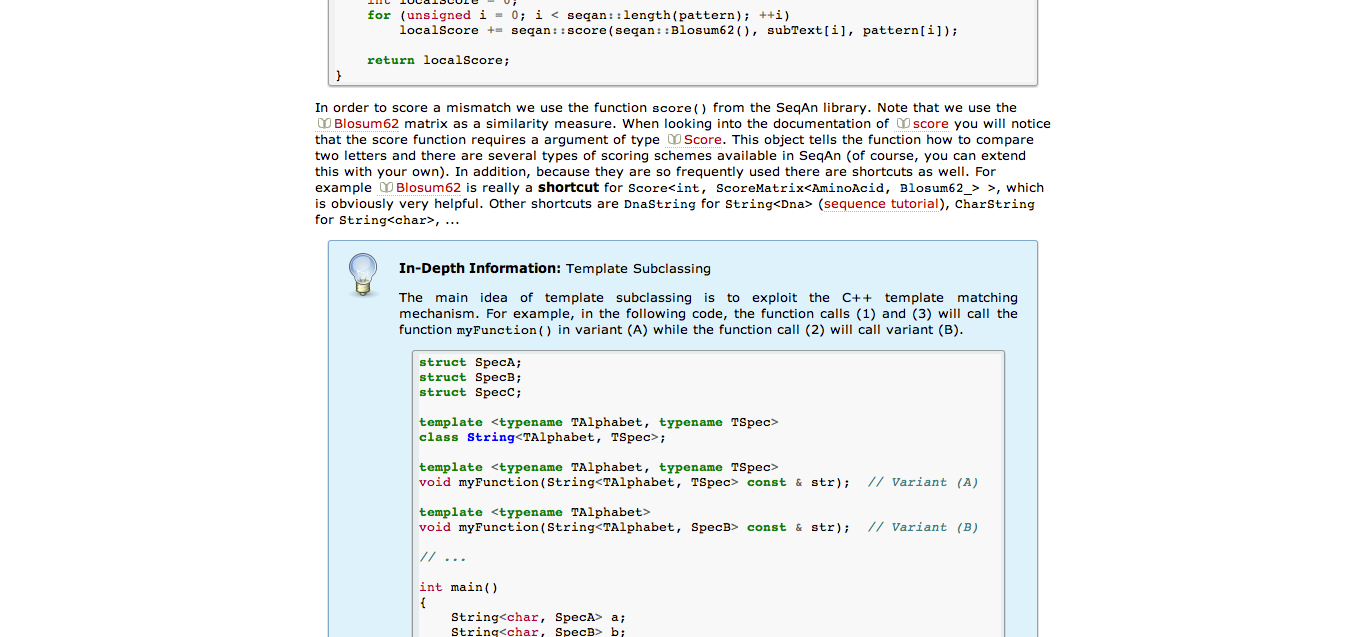 int localScore = 0;
for (unsigned i = 0; i < seqan::length(pattern); ++i)
localScore += seqan::score(seqan::Blosum62(), subText[i], pattern[i]);
return localScore;
}
In order to score a mismatch we use the function score() from the SeqAn library. Note that we use the
Blosum62 matrix as a similarity measure. When looking into the documentation of score you will notice
that the score function requires a argument of type Score. This object tells the function how to compare
two letters and there are several types of scoring schemes available in SeqAn (of course, you can extend
this with your own). In addition, because they are so frequently used there are shortcuts as well. For
example Blosum62 is really a shortcut for Score<int, ScoreMatrix<AminoAcid, Blosum62_> >, which
is obviously very helpful. Other shortcuts are DnaString for String<Dna> (sequence tutorial), CharString
for String<char>, ...
In-Depth Information: Template Subclassing
The main idea of template subclassing is to exploit the C++ template matching
mechanism. For example, in the following code, the function calls (1) and (3) will call the
function myFunction() in variant (A) while the function call (2) will call variant (B).
struct SpecA;
struct SpecB;
struct SpecC;
template <typename TAlphabet, typename TSpec>
class String<TAlphabet, TSpec>;
template <typename TAlphabet, typename TSpec>
void myFunction(String<TAlphabet, TSpec> const & str);  // Variant (A)
template <typename TAlphabet>
void myFunction(String<TAlphabet, SpecB> const & str);  // Variant (B)
// ...
int main()
{
String<char, SpecA> a;
String<char, SpecB> b;